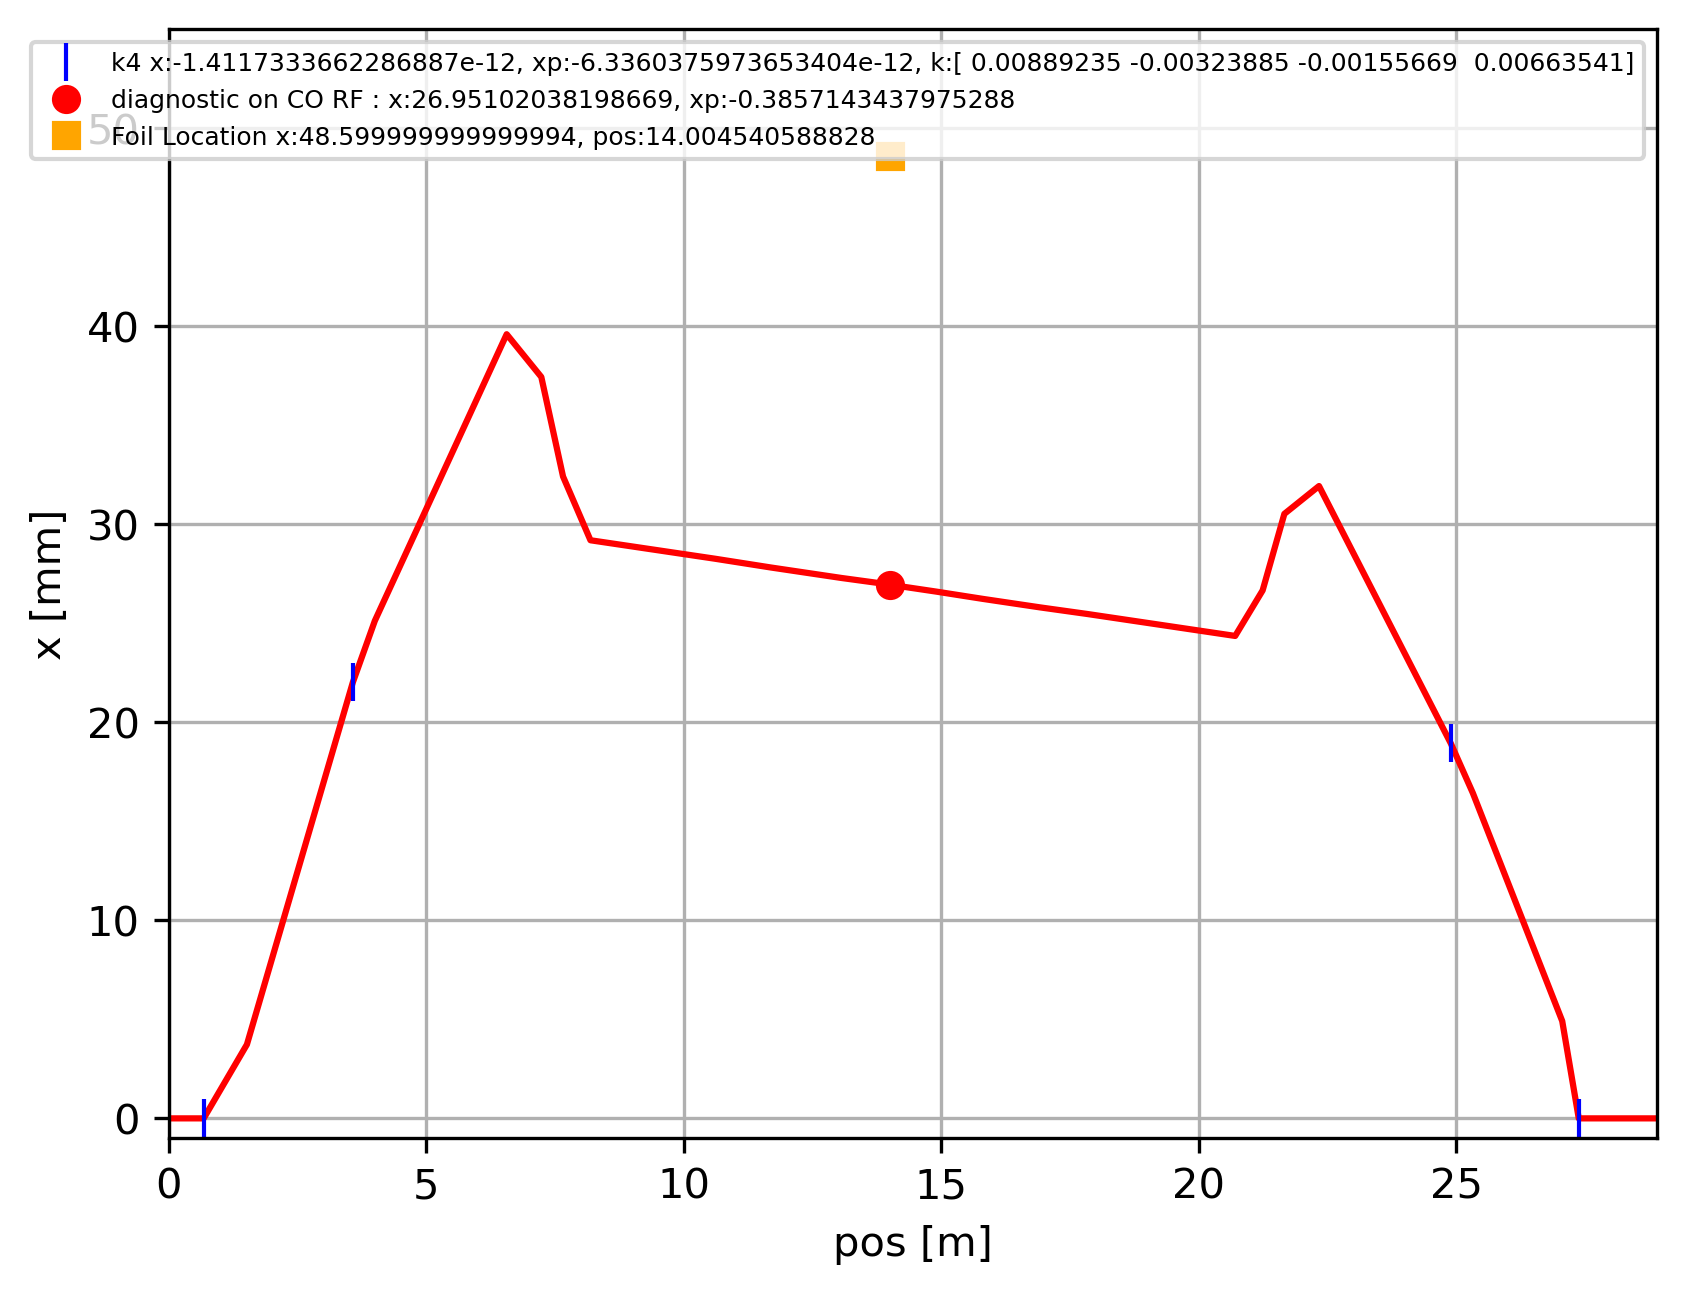 k4 x:-1.4117333662286887e-12, xp:-6.3360375973653404e-12, k:[ 0.00889235 -0.00323885 -0.00155669  0.00663541]
diagnostic on CO RF : x:26.95102038198669, xp:-0.3857143437975288
Foil Location x:48.599999999999994, pos:14.004540588828
50
40
30
20
10
0
x [mm]
0 5 10 15 20 25
pos [m]